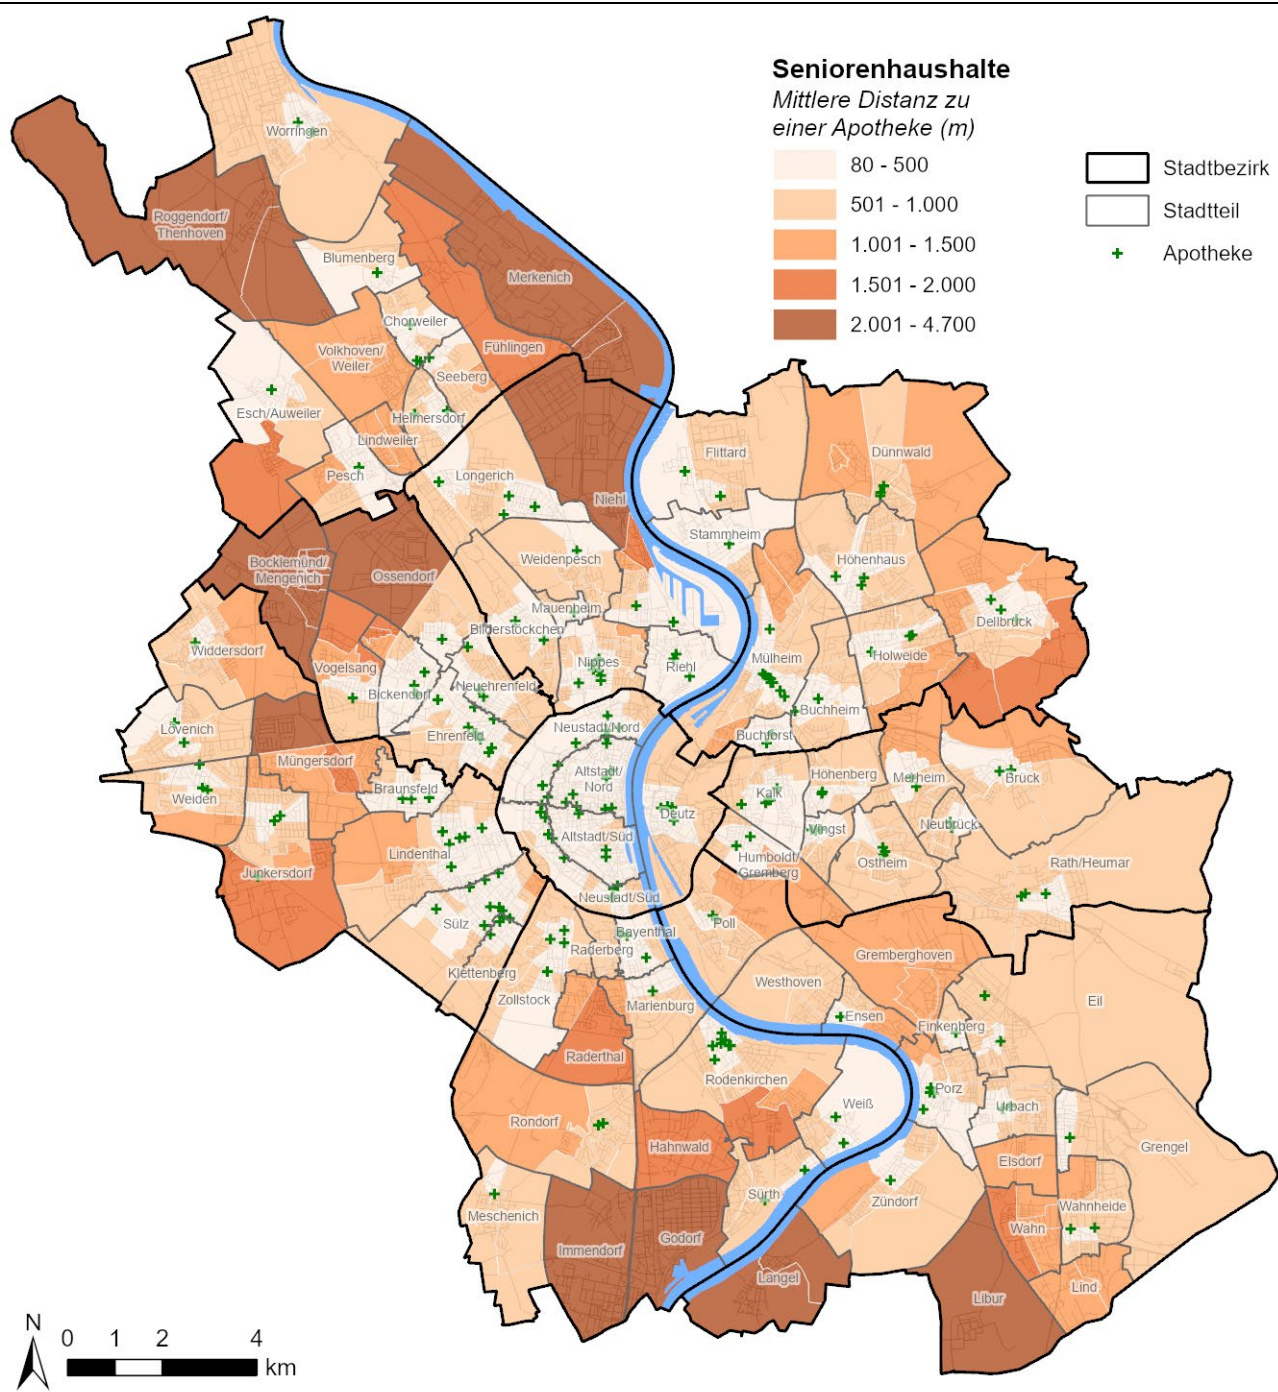 Seniorenhaushalte
Mittlere Distanz zu
einer Apotheke (m)
80 - 500
501 - 1.000
1.001 - 1.500
1.501 - 2.000
2.001 - 4.700
Stadtbezirk
Stadtteil
Apotheke
Worringen
Roggendorf/
Thenhoven
Blumenberg
Merkenich
Chorweiler
Fühlingen
Volkhoven/
Weiler
Seeberg
Esch/Auweiler
Heimersdorf
Lindweiler
Pesch
Longerich
Niehl
Flittard
Dünnwald
Stammheim
Höhenhaus
Weidenpesch
Bocklemünd/
Mengenich
Ossendorf
Mauenheim
Bilderstöckchen
Dellbrück
Widdersdorf
Vogelsang
Nippes
Riehl
Mülheim
Holweide
Bickendorf
Neuehrenfeld
Buchheim
Lövenich
Ehrenfeld
Neustadt/Nord
Buchforst
Müngersdorf
Altstadt/
Nord
Höhenberg
Merheim
Brück
Weiden
Braunsfeld
Kalk
Deutz
Vingst
Neubrück
Altstadt/Süd
Lindenthal
Humboldt/
Gremberg
Ostheim
Rath/Heumar
Junkersdorf
Neustadt/Süd
Sülz
Bayenthal
Poll
Raderberg
Gremberghoven
Klettenberg
Westhoven
Zollstock
Marienburg
Eil
Ensen
Finkenberg
Raderthal
Rodenkirchen
Porz
Weiß
Urbach
Rondorf
Hahnwald
Grengel
Elsdorf
Sürth
Zündorf
Meschenich
Wahnheide
Wahn
Immendorf
Godorf
Langel
Lind
Libur
N
0 1 2 4
km